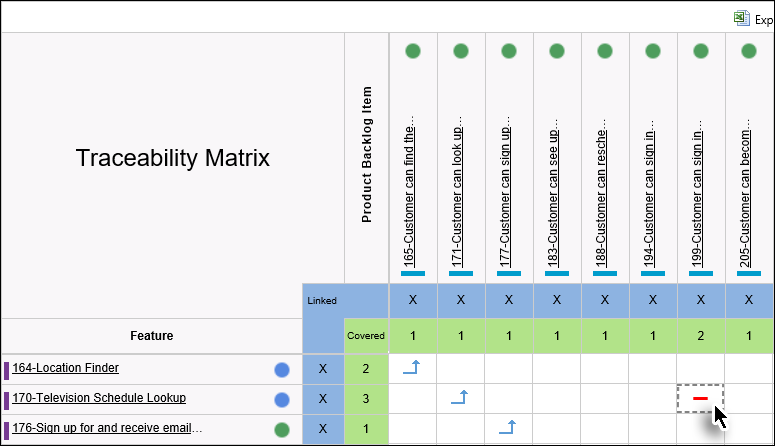 Exp
Traceability Matrix
Product Backlog Item
165-Customer can find the…
171-Customer can look up…
177-Customer can sign up…
183-Customer can see up…
188-Customer can resche…
194-Customer can sign in…
199-Customer can sign in…
205-Customer can becom…
Linked X X X X X X X X
Feature Covered 1 1 1 1 1 1 2 1
164-Location Finder X 2
170-Television Schedule Lookup X 3
176-Sign up for and receive email… X 1